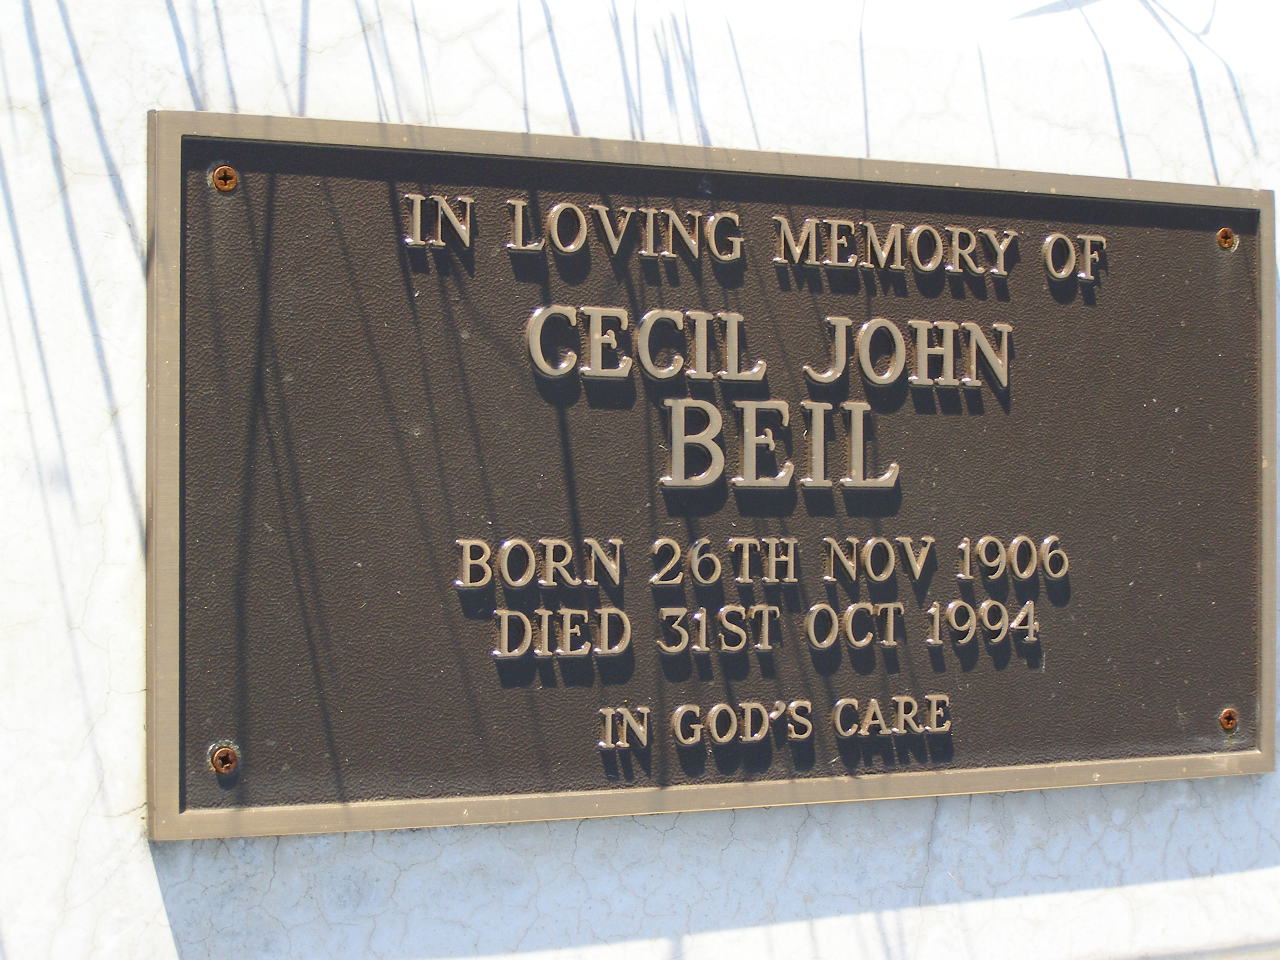 IN LOVING MEMORY OF
CECIL JOHN
BEIL
BORN 26TH NOV 1906
DIED 31ST OCT 1994
IN GOD'S CARE